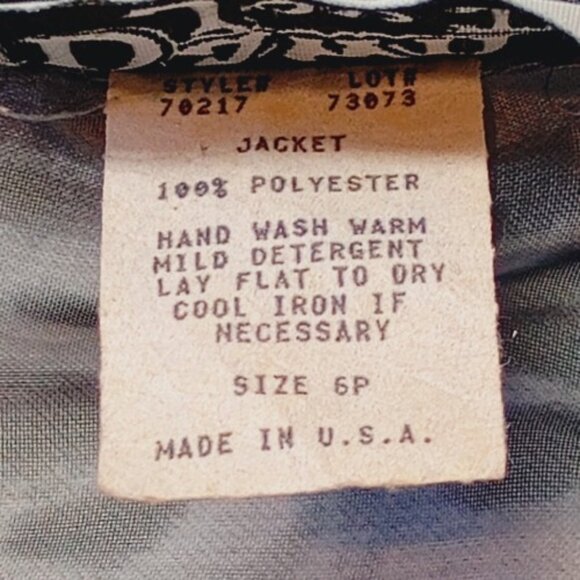 STYLE# LOT#
70217 73073
JACKET
100% POLYESTER
HAND WASH WARM
MILD DETERGENT
LAY FLAT TO DRY
COOL IRON IF
NECESSARY
SIZE 6P
MADE IN U.S.A.